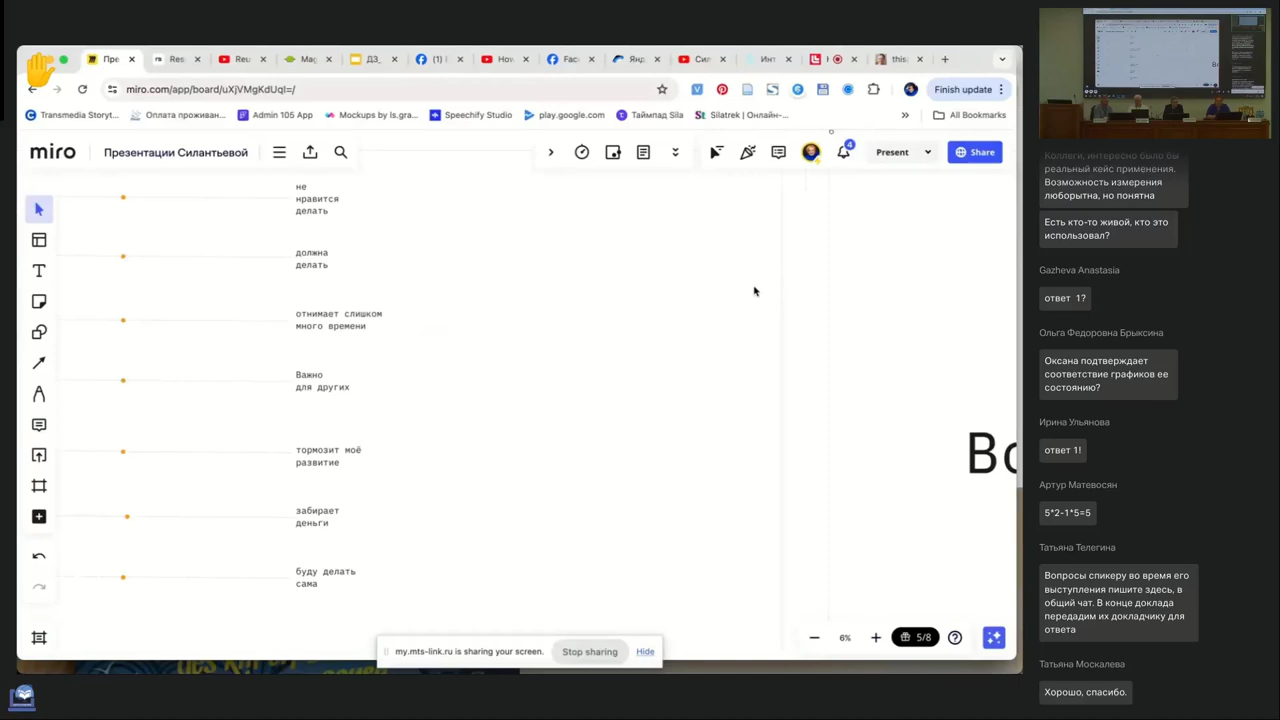 Пре
Res
Reu
Mag
ДЗ_
(1)
Hov
Fac
Янд
Сил
Инт
this
miro.com/app/board/uXjVMgKdUqI=/
Finish update
Transmedia Storyt...
Оплата проживан...
Admin 105 App
Mockups by ls.gra...
Speechify Studio
play.google.com
Таймпад Sila
Silatrek | Онлайн-...
All Bookmarks
miro
Презентации Силантьевой
4
Present
Share
не
нравится
делать
должна
делать
отнимает слишком
много времени
Важно
для других
тормозит моё
развитие
забирает
деньги
буду делать
сама
Во
6%
5/8
my.mts-link.ru is sharing your screen.
Stop sharing
Hide
Коллеги, интересно было бы
реальный кейс применения.
Возможность измерения
люборытна, но понятна
Есть кто-то живой, кто это
использовал?
Gazheva Anastasia
ответ 1?
Ольга Федоровна Брыксина
Оксана подтверждает
соответствие графиков ее
состоянию?
Ирина Ульянова
ответ 1!
Артур Матевосян
5*2-1*5=5
Татьяна Телегина
Вопросы спикеру во время его
выступления пишите здесь, в
общий чат. В конце доклада
передадим их докладчику для
ответа
Татьяна Москалева
Хорошо, спасибо.